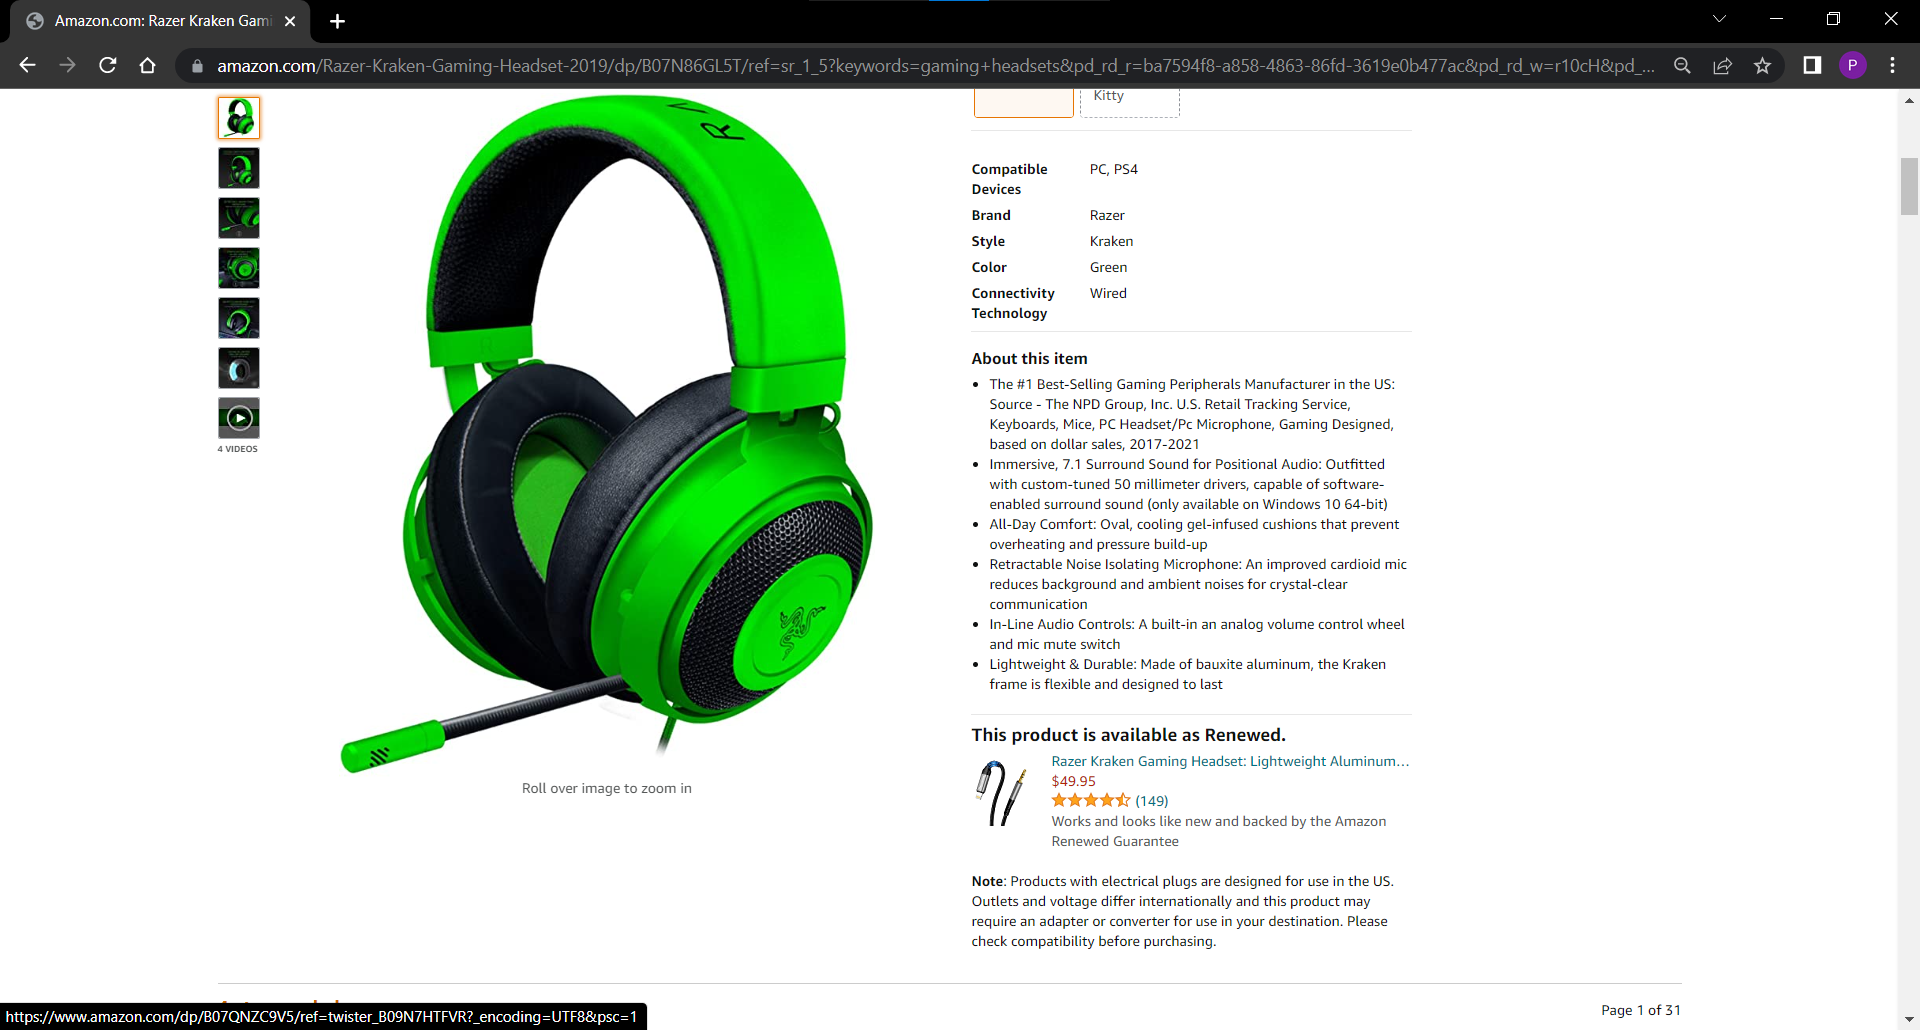 Amazon.com: Razer Kraken Gami
amazon.com/Razer-Kraken-Gaming-Headset-2019/dp/B07N86GL5T/ref=sr_1_5?keywords=gaming+headsets&pd_rd_r=ba7594f8-a858-4863-86fd-3619e0b477ac&pd_rd_w=r10cH&pd_...
P
Kitty
4 VIDEOS
Roll over image to zoom in
Compatible Devices PC, PS4
Brand Razer
Style Kraken
Color Green
Connectivity Technology Wired
About this item
• The #1 Best-Selling Gaming Peripherals Manufacturer in the US:
Source - The NPD Group, Inc. U.S. Retail Tracking Service,
Keyboards, Mice, PC Headset/Pc Microphone, Gaming Designed,
based on dollar sales, 2017-2021
• Immersive, 7.1 Surround Sound for Positional Audio: Outfitted
with custom-tuned 50 millimeter drivers, capable of software-
enabled surround sound (only available on Windows 10 64-bit)
• All-Day Comfort: Oval, cooling gel-infused cushions that prevent
overheating and pressure build-up
• Retractable Noise Isolating Microphone: An improved cardioid mic
reduces background and ambient noises for crystal-clear
communication
• In-Line Audio Controls: A built-in an analog volume control wheel
and mic mute switch
• Lightweight & Durable: Made of bauxite aluminum, the Kraken
frame is flexible and designed to last
This product is available as Renewed.
Razer Kraken Gaming Headset: Lightweight Aluminum...
$49.95
(149)
Works and looks like new and backed by the Amazon
Renewed Guarantee
Note: Products with electrical plugs are designed for use in the US.
Outlets and voltage differ internationally and this product may
require an adapter or converter for use in your destination. Please
check compatibility before purchasing.
Page 1 of 31
https://www.amazon.com/dp/B07QNZC9V5/ref=twister_B09N7HTFVR?_encoding=UTF8&psc=1